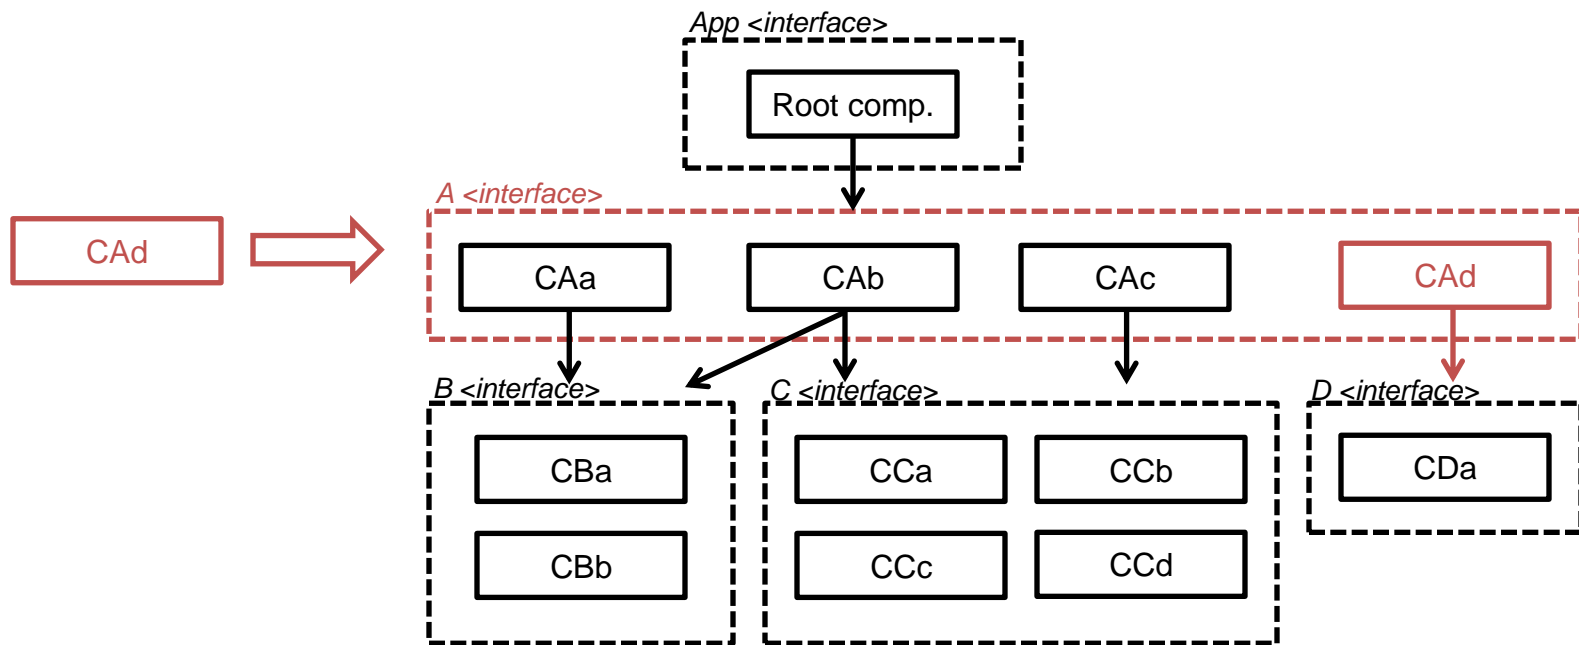 App <interface>
Root comp.
A <interface>
CAd
CAa
CAb
CAc
CAd
B <interface>
C <interface>
D <interface>
CBa
CCa
CCb
CDa
CBb
CCc
CCd